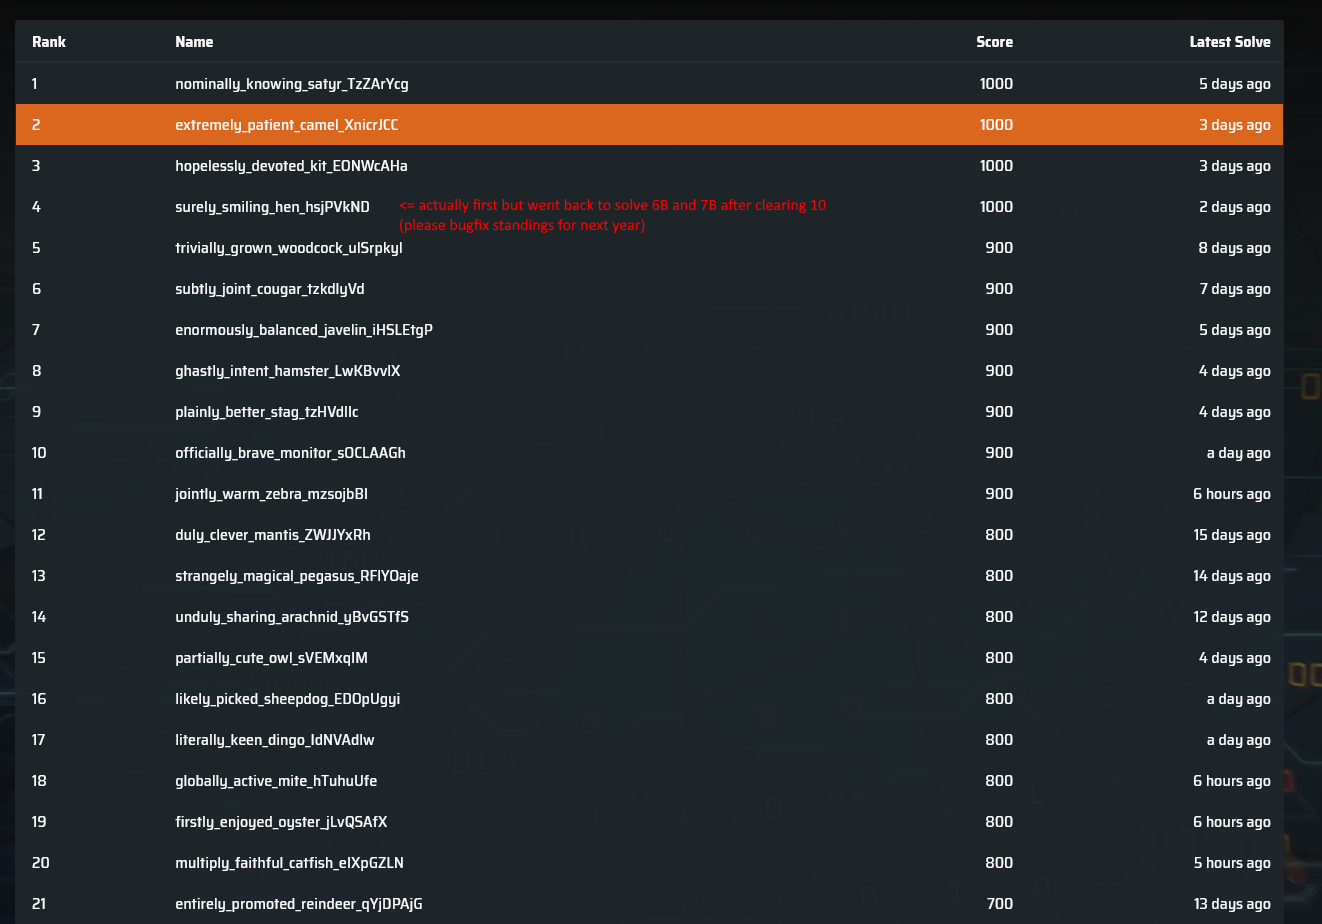 Rank Name Score Latest Solve
1 nominally_knowing_satyr_TzZArYcg 1000 5 days ago
2 extremely_patient_camel_XnicrJCC 1000 3 days ago
3 hopelessly_devoted_kit_EONWcAHa 1000 3 days ago
4 surely_smiling_hen_hsjPVkND <= actually first but went back to solve 6B and 7B after clearing 10 1000 2 days ago
(please bugfix standings for next year)
5 trivially_grown_woodcock_ulSrpkyl 900 8 days ago
6 subtly_joint_cougar_tzkdlyVd 900 7 days ago
7 enormously_balanced_javelin_iHSLEtgP 900 5 days ago
8 ghastly_intent_hamster_LwKBvvlX 900 4 days ago
9 plainly_better_stag_tzHVdllc 900 4 days ago
10 officially_brave_monitor_sOCLAAGh 900 a day ago
11 jointly_warm_zebra_mzsojbBl 900 6 hours ago
12 duly_clever_mantis_ZWJJYxRh 800 15 days ago
13 strangely_magical_pegasus_RFlYOaje 800 14 days ago
14 unduly_sharing_arachnid_yBvGSTfS 800 12 days ago
15 partially_cute_owl_sVEMxqlM 800 4 days ago
16 likely_picked_sheepdog_EDOpUgyi 800 a day ago
17 literally_keen_dingo_IdNVAdlw 800 a day ago
18 globally_active_mite_hTuhuUfe 800 6 hours ago
19 firstly_enjoyed_oyster_jLvQSAfX 800 6 hours ago
20 multiply_faithful_catfish_elXpGZLN 800 5 hours ago
21 entirely_promoted_reindeer_qYjDPAjG 700 13 days ago